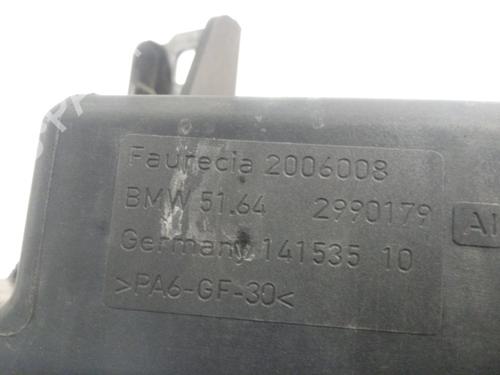 Faurecia 2006008
BMW 51.64 2990179
Germany 141535 10
>PA6-GF-30<